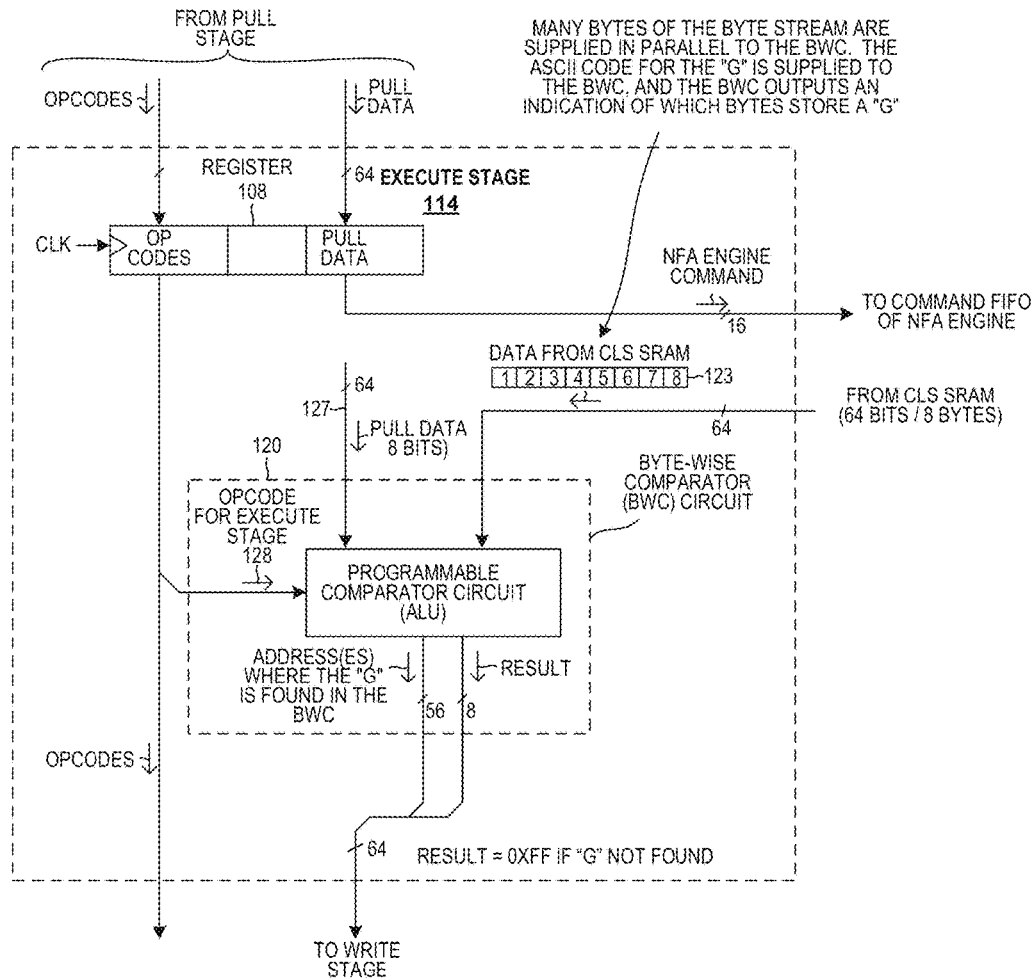 FROM PULL
STAGE
MANY BYTES OF THE BYTE STREAM ARE
SUPPLIED IN PARALLEL TO THE BWC. THE
ASCII CODE FOR THE "G" IS SUPPLIED TO
THE BWC, AND THE BWC OUTPUTS AN
INDICATION OF WHICH BYTES STORE A "G"
OPCODES
PULL
DATA
REGISTER
108
64
EXECUTE STAGE
114
CLK
OP
CODES
PULL
DATA
NFA ENGINE
COMMAND
16
TO COMMAND FIFO
OF NFA ENGINE
DATA FROM CLS SRAM
1 2 3 4 5 6 7 8
123
64
127
FROM CLS SRAM
(64 BITS / 8 BYTES)
64
PULL DATA
8 BITS)
120
BYTE-WISE
COMPARATOR
(BWC) CIRCUIT
OPCODE
FOR EXECUTE
STAGE
128
PROGRAMMABLE
COMPARATOR CIRCUIT
(ALU)
ADDRESS(ES)
WHERE THE "G"
IS FOUND IN THE
BWC
RESULT
56
8
OPCODES
64
RESULT = 0XFF IF "G" NOT FOUND
TO WRITE
STAGE